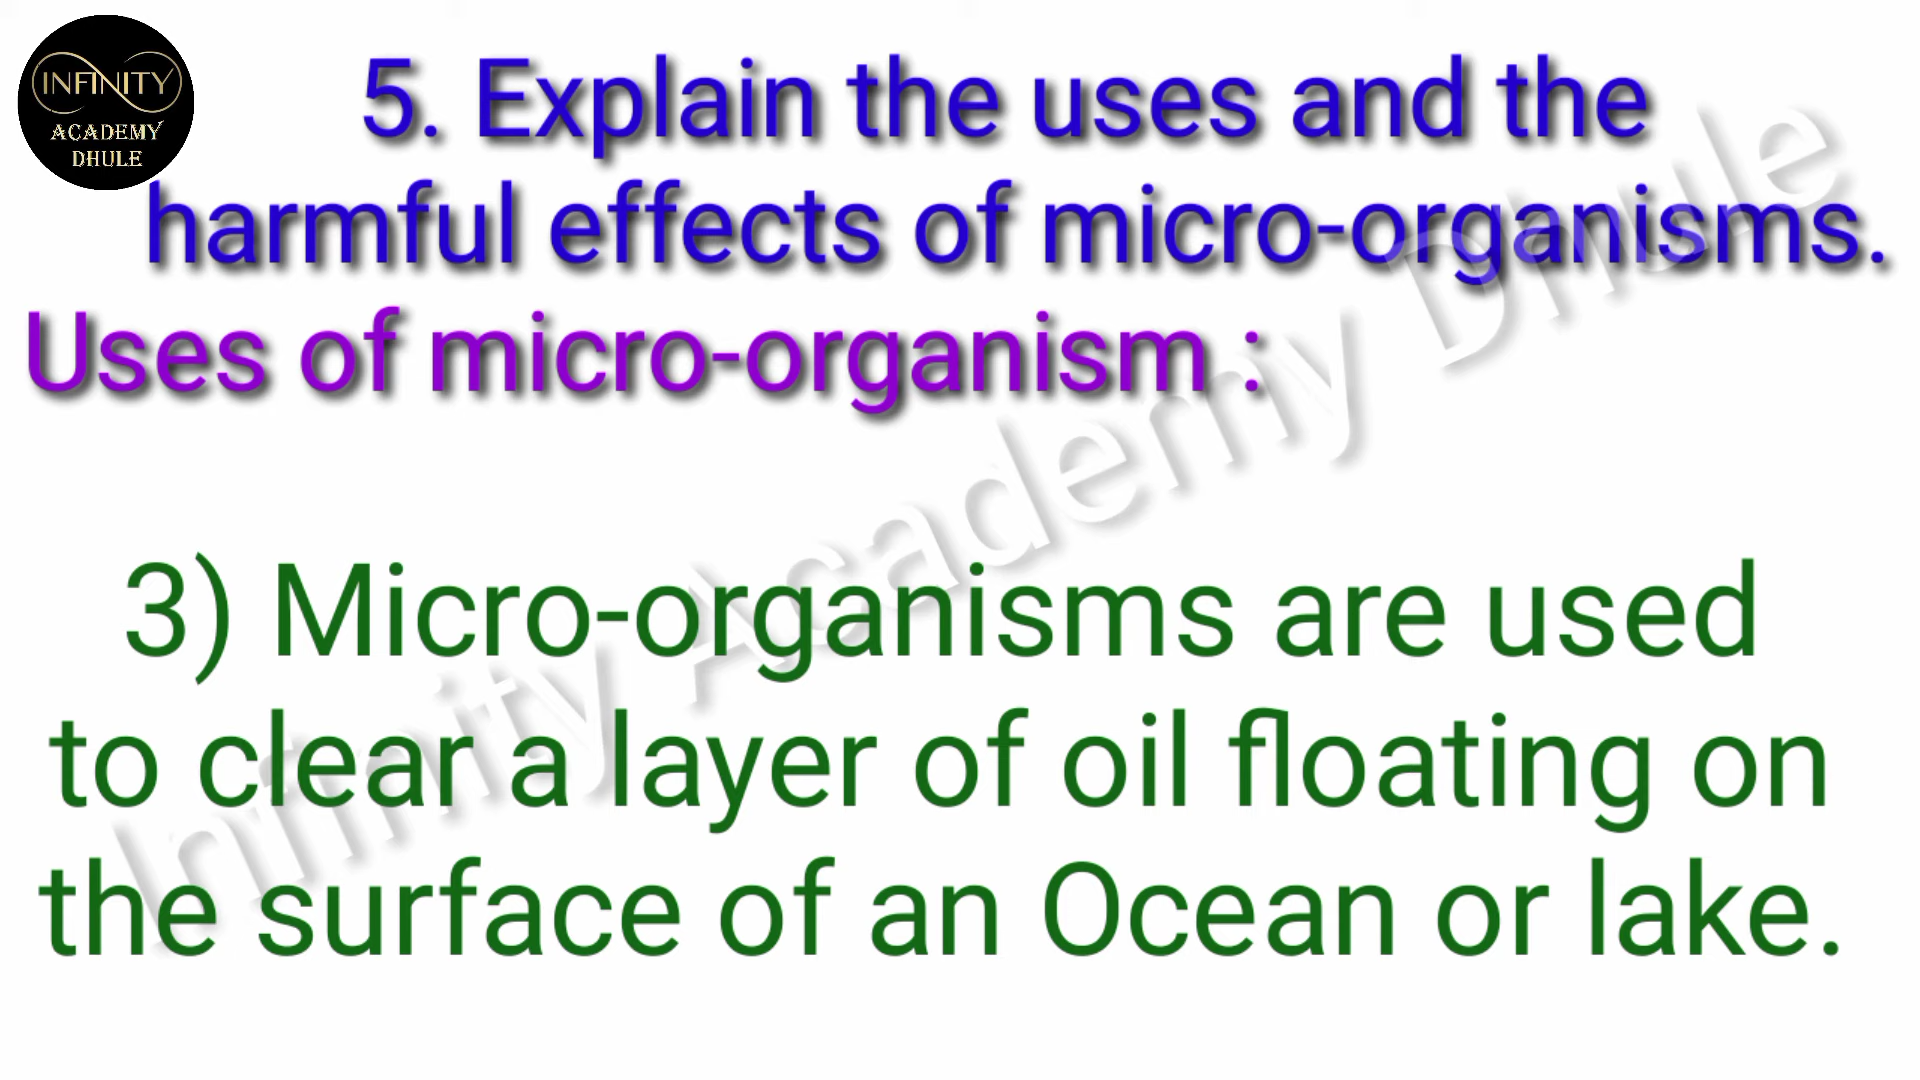 INFINITY
ACADEMY
DHULE
5. Explain the uses and the
harmful effects of micro-organisms.
Uses of micro-organism :
3) Micro-organisms are used
to clear a layer of oil floating on
the surface of an Ocean or lake.
Infinity Academy Dhule